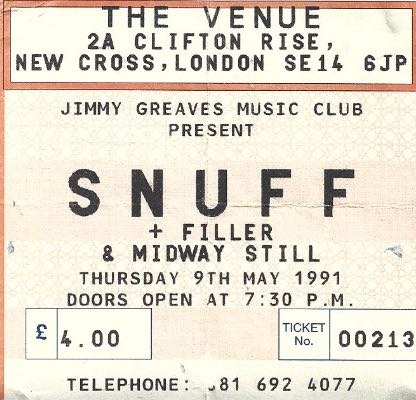 THE VENUE
2A CLIFTON RISE,
NEW CROSS, LONDON SE14 6JP
JIMMY GREAVES MUSIC CLUB
PRESENT
SNUFF
+ FILLER
& MIDWAY STILL
THURSDAY 9TH MAY 1991
DOORS OPEN AT 7:30 P.M.
£ 4.00 TICKET No. 00213
TELEPHONE: 081 692 4077